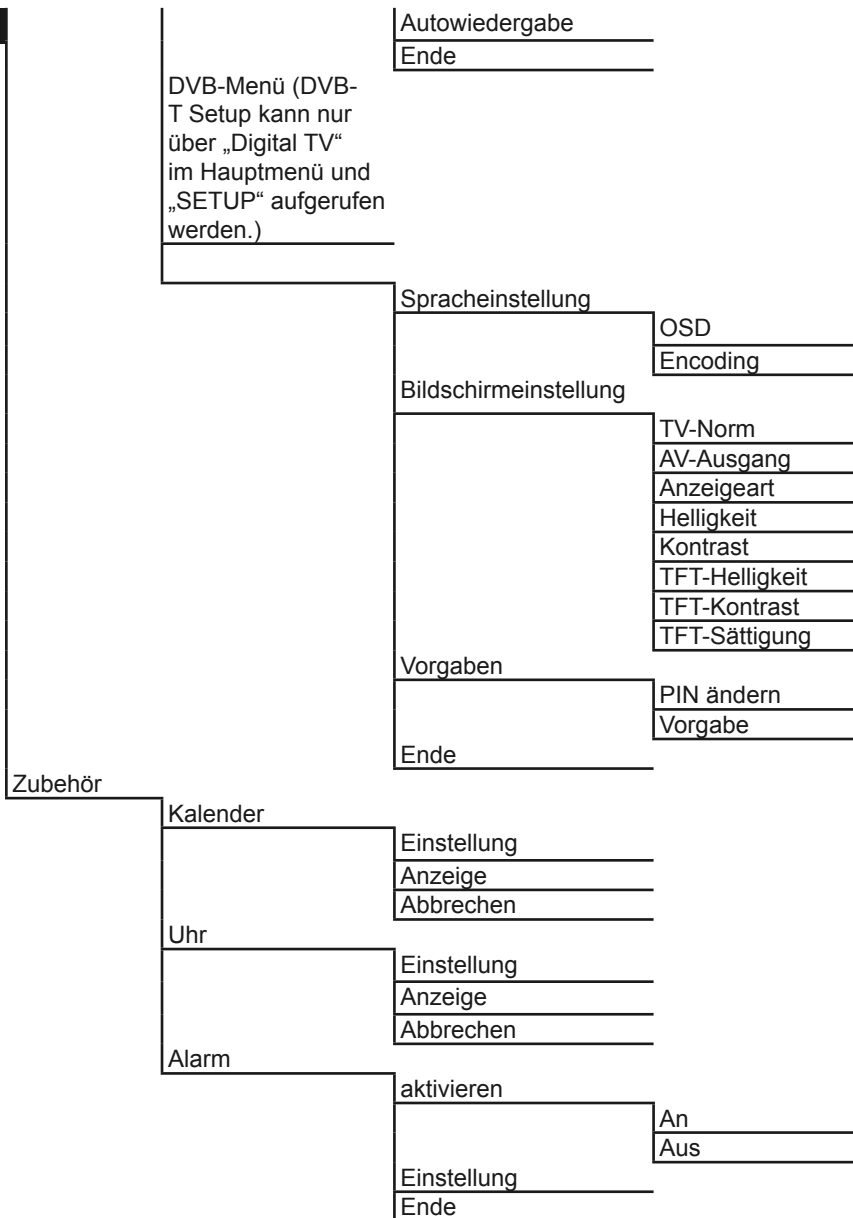 Autowiedergabe
Ende
DVB-Menü (DVB-
T Setup kann nur
über „Digital TV“
im Hauptmenü und
„SETUP“ aufgerufen
werden.)
Spracheinstellung
OSD
Encoding
Bildschirmeinstellung
TV-Norm
AV-Ausgang
Anzeigeart
Helligkeit
Kontrast
TFT-Helligkeit
TFT-Kontrast
TFT-Sättigung
Vorgaben
PIN ändern
Vorgabe
Ende
Zubehör
Kalender
Einstellung
Anzeige
Abbrechen
Uhr
Einstellung
Anzeige
Abbrechen
Alarm
aktivieren
An
Aus
Einstellung
Ende